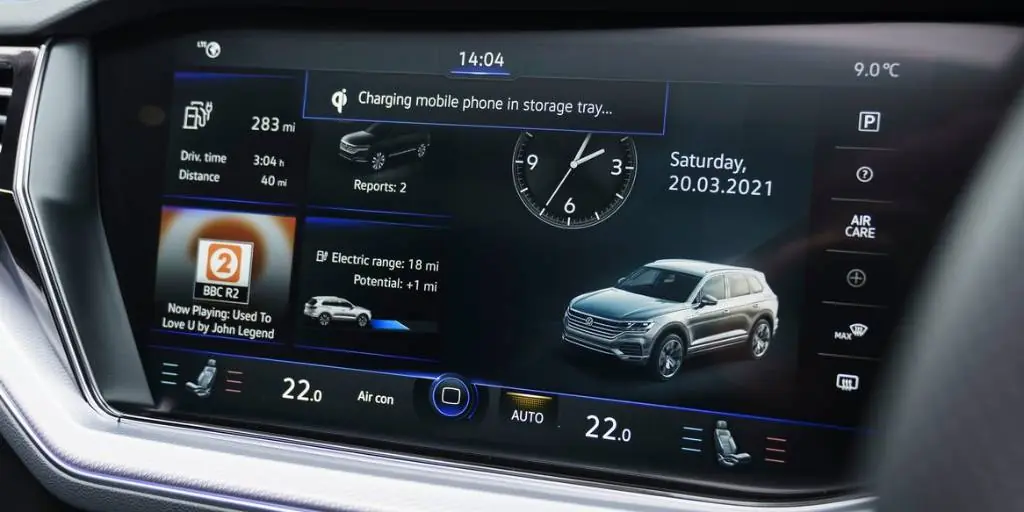 LTE
14:04
9.0°C
Charging mobile phone in storage tray...
283 mi
Driv. time 3:04 h
Distance 40 mi
Reports: 2
9 3
6
Saturday,
20.03.2021
P
?
AIR
CARE
MAX
2
BBC R2
Now Playing: Used To
Love U by John Legend
Electric range: 18 mi
Potential: +1 mi
22.0
Air con
AUTO
22.0